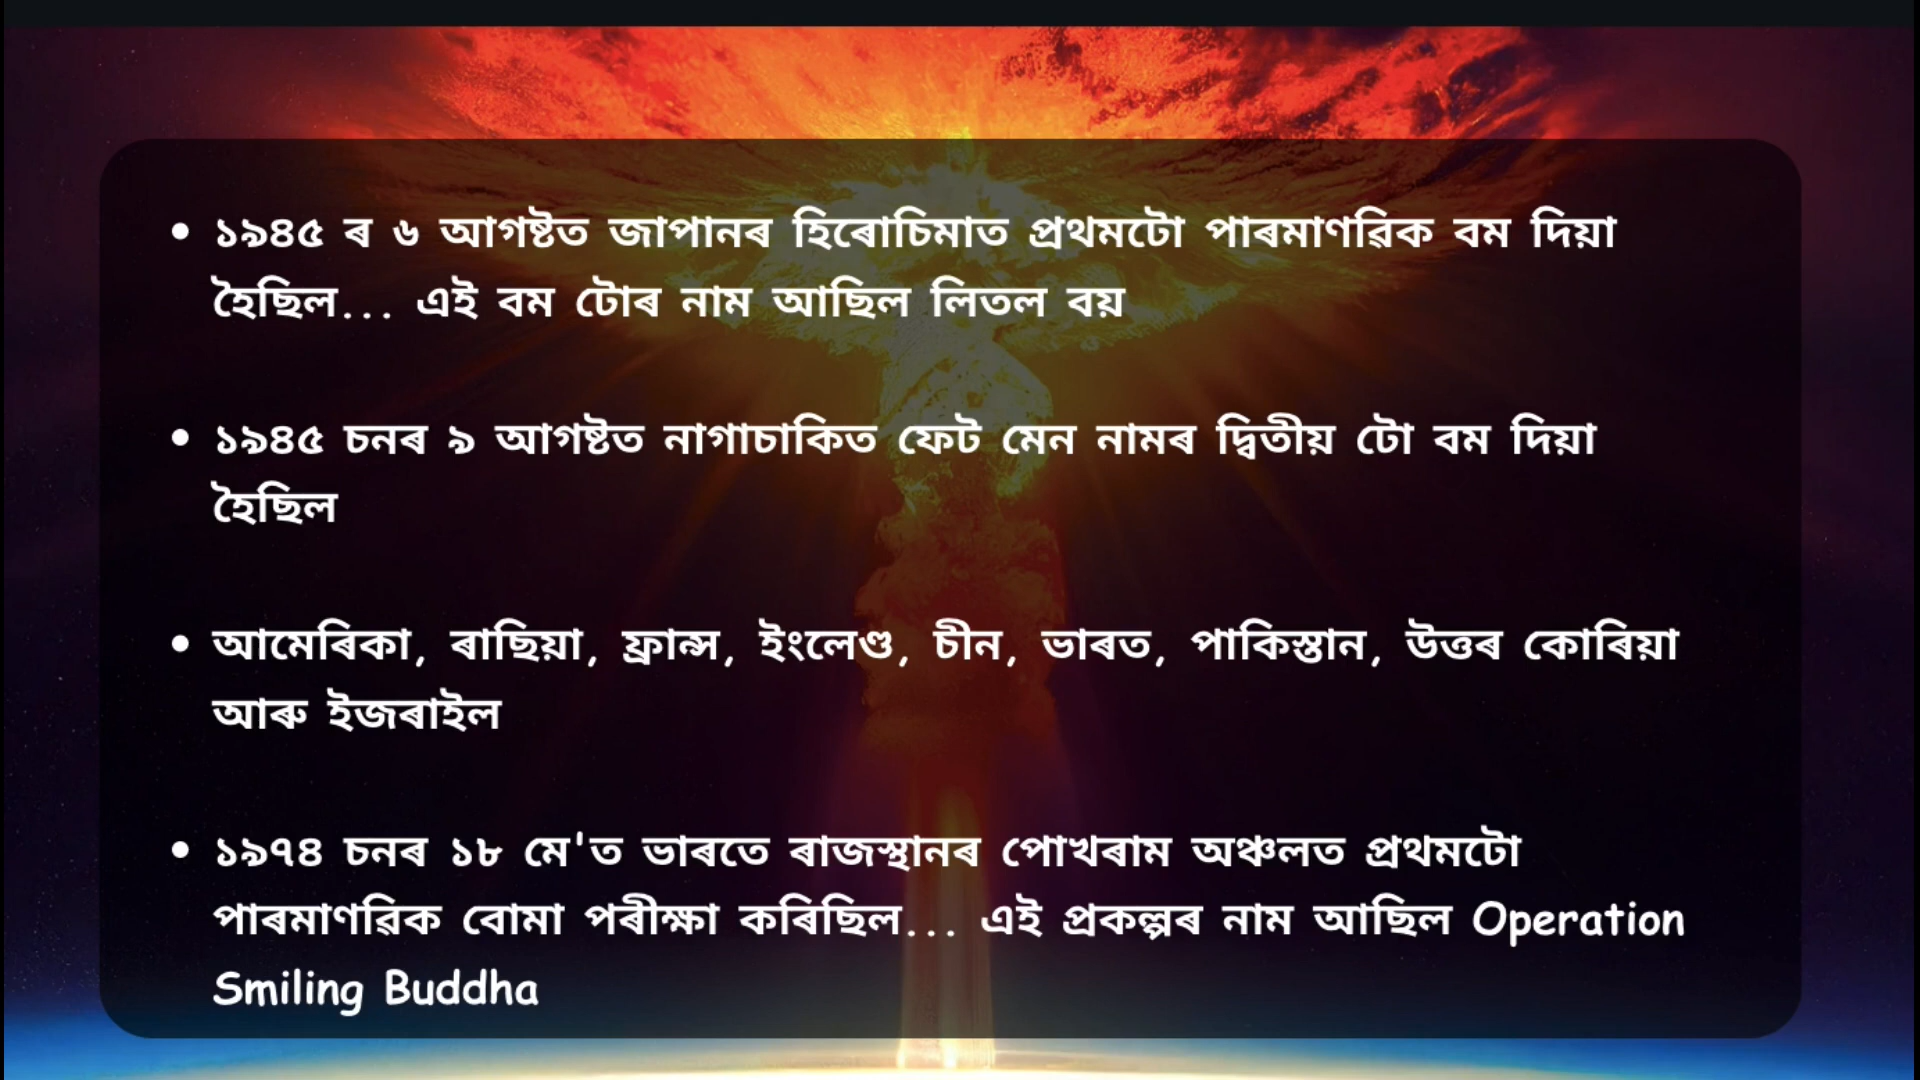 • ১৯৪৫ ৰ ৬ আগষ্টত জাপানৰ হিৰোচিমাত প্ৰথমটো পাৰমাণৱিক বম দিয়া
হৈছিল... এই বম টোৰ নাম আছিল লিতল বয়
• ১৯৪৫ চনৰ ৯ আগষ্টত নাগাচাকিত ফেট মেন নামৰ দ্বিতীয় টো বম দিয়া
হৈছিল
• আমেৰিকা, ৰাছিয়া, ফ্ৰান্স, ইংলেণ্ড, চীন, ভাৰত, পাকিস্তান, উত্তৰ কোৰিয়া
আৰু ইজৰাইল
• ১৯৭৪ চনৰ ১৮ মে'ত ভাৰতে ৰাজস্থানৰ পোখৰাম অঞ্চলত প্ৰথমটো
পাৰমাণৱিক বোমা পৰীক্ষা কৰিছিল... এই প্ৰকল্পৰ নাম আছিল Operation
Smiling Buddha